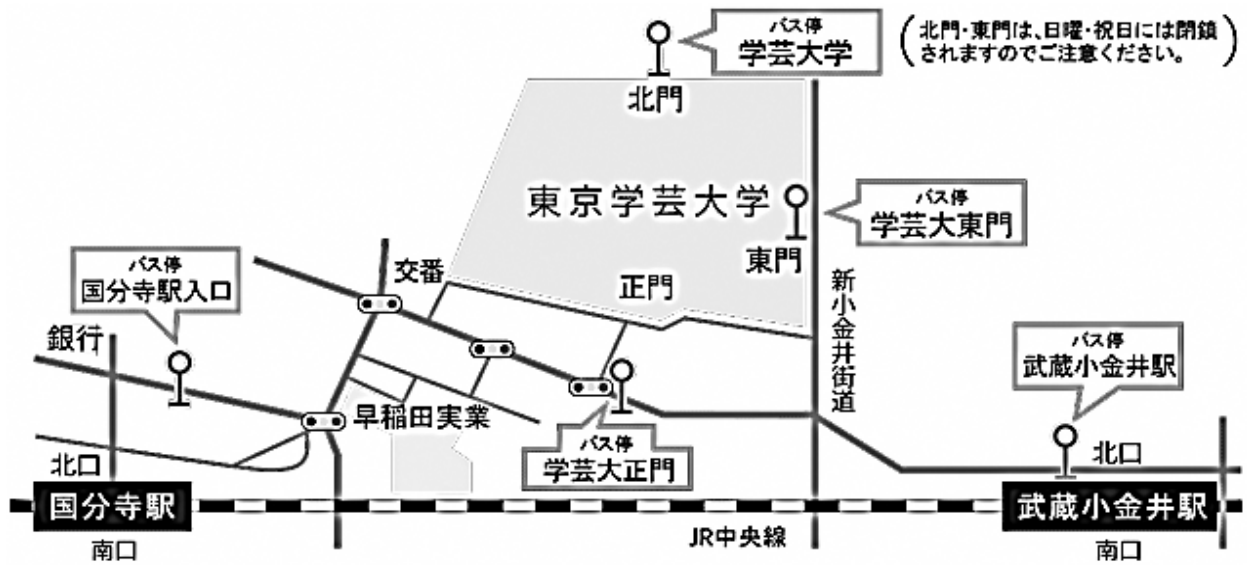 バス停
学芸大学
(北門・東門は、日曜・祝日には閉鎖
されますのでご注意ください。)
北門
東京学芸大学
バス停
学芸大東門
東門
バス停
国分寺駅入口
交番
正門
新小金井街道
銀行
バス停
武蔵小金井駅
早稲田実業
バス停
学芸大正門
北口
北口
国分寺駅
武蔵小金井駅
JR中央線
南口
南口